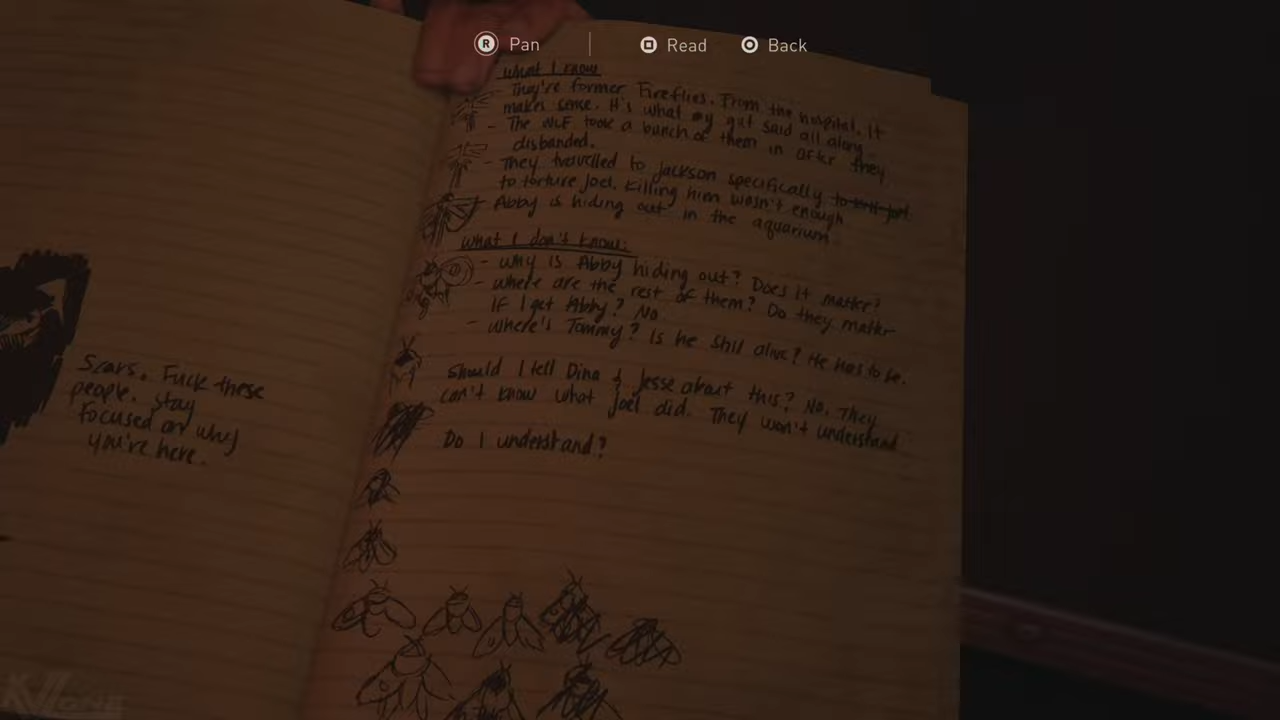 R Pan
Read
Back
what I know
- They're former Fireflies. From the hospital. It
makes sense. It's what my gut said all along
- The WLF took a bunch of them in after they
disbanded.
- They travelled to Jackson specifically to kill Joel
to torture Joel. Killing him wasn't enough
- Abby is hiding out in the aquarium
what I don't know:
- why is Abby hiding out? Does it matter?
- where are the rest of them? Do they matter
If I get Abby? No
- where's Tommy? Is he still alive? He has to be.
Should I tell Dina & Jesse about this? No. They
can't know what Joel did. They won't understand
Do I understand?
Scars. Fuck these
people. Stay
focused on why
you're here.